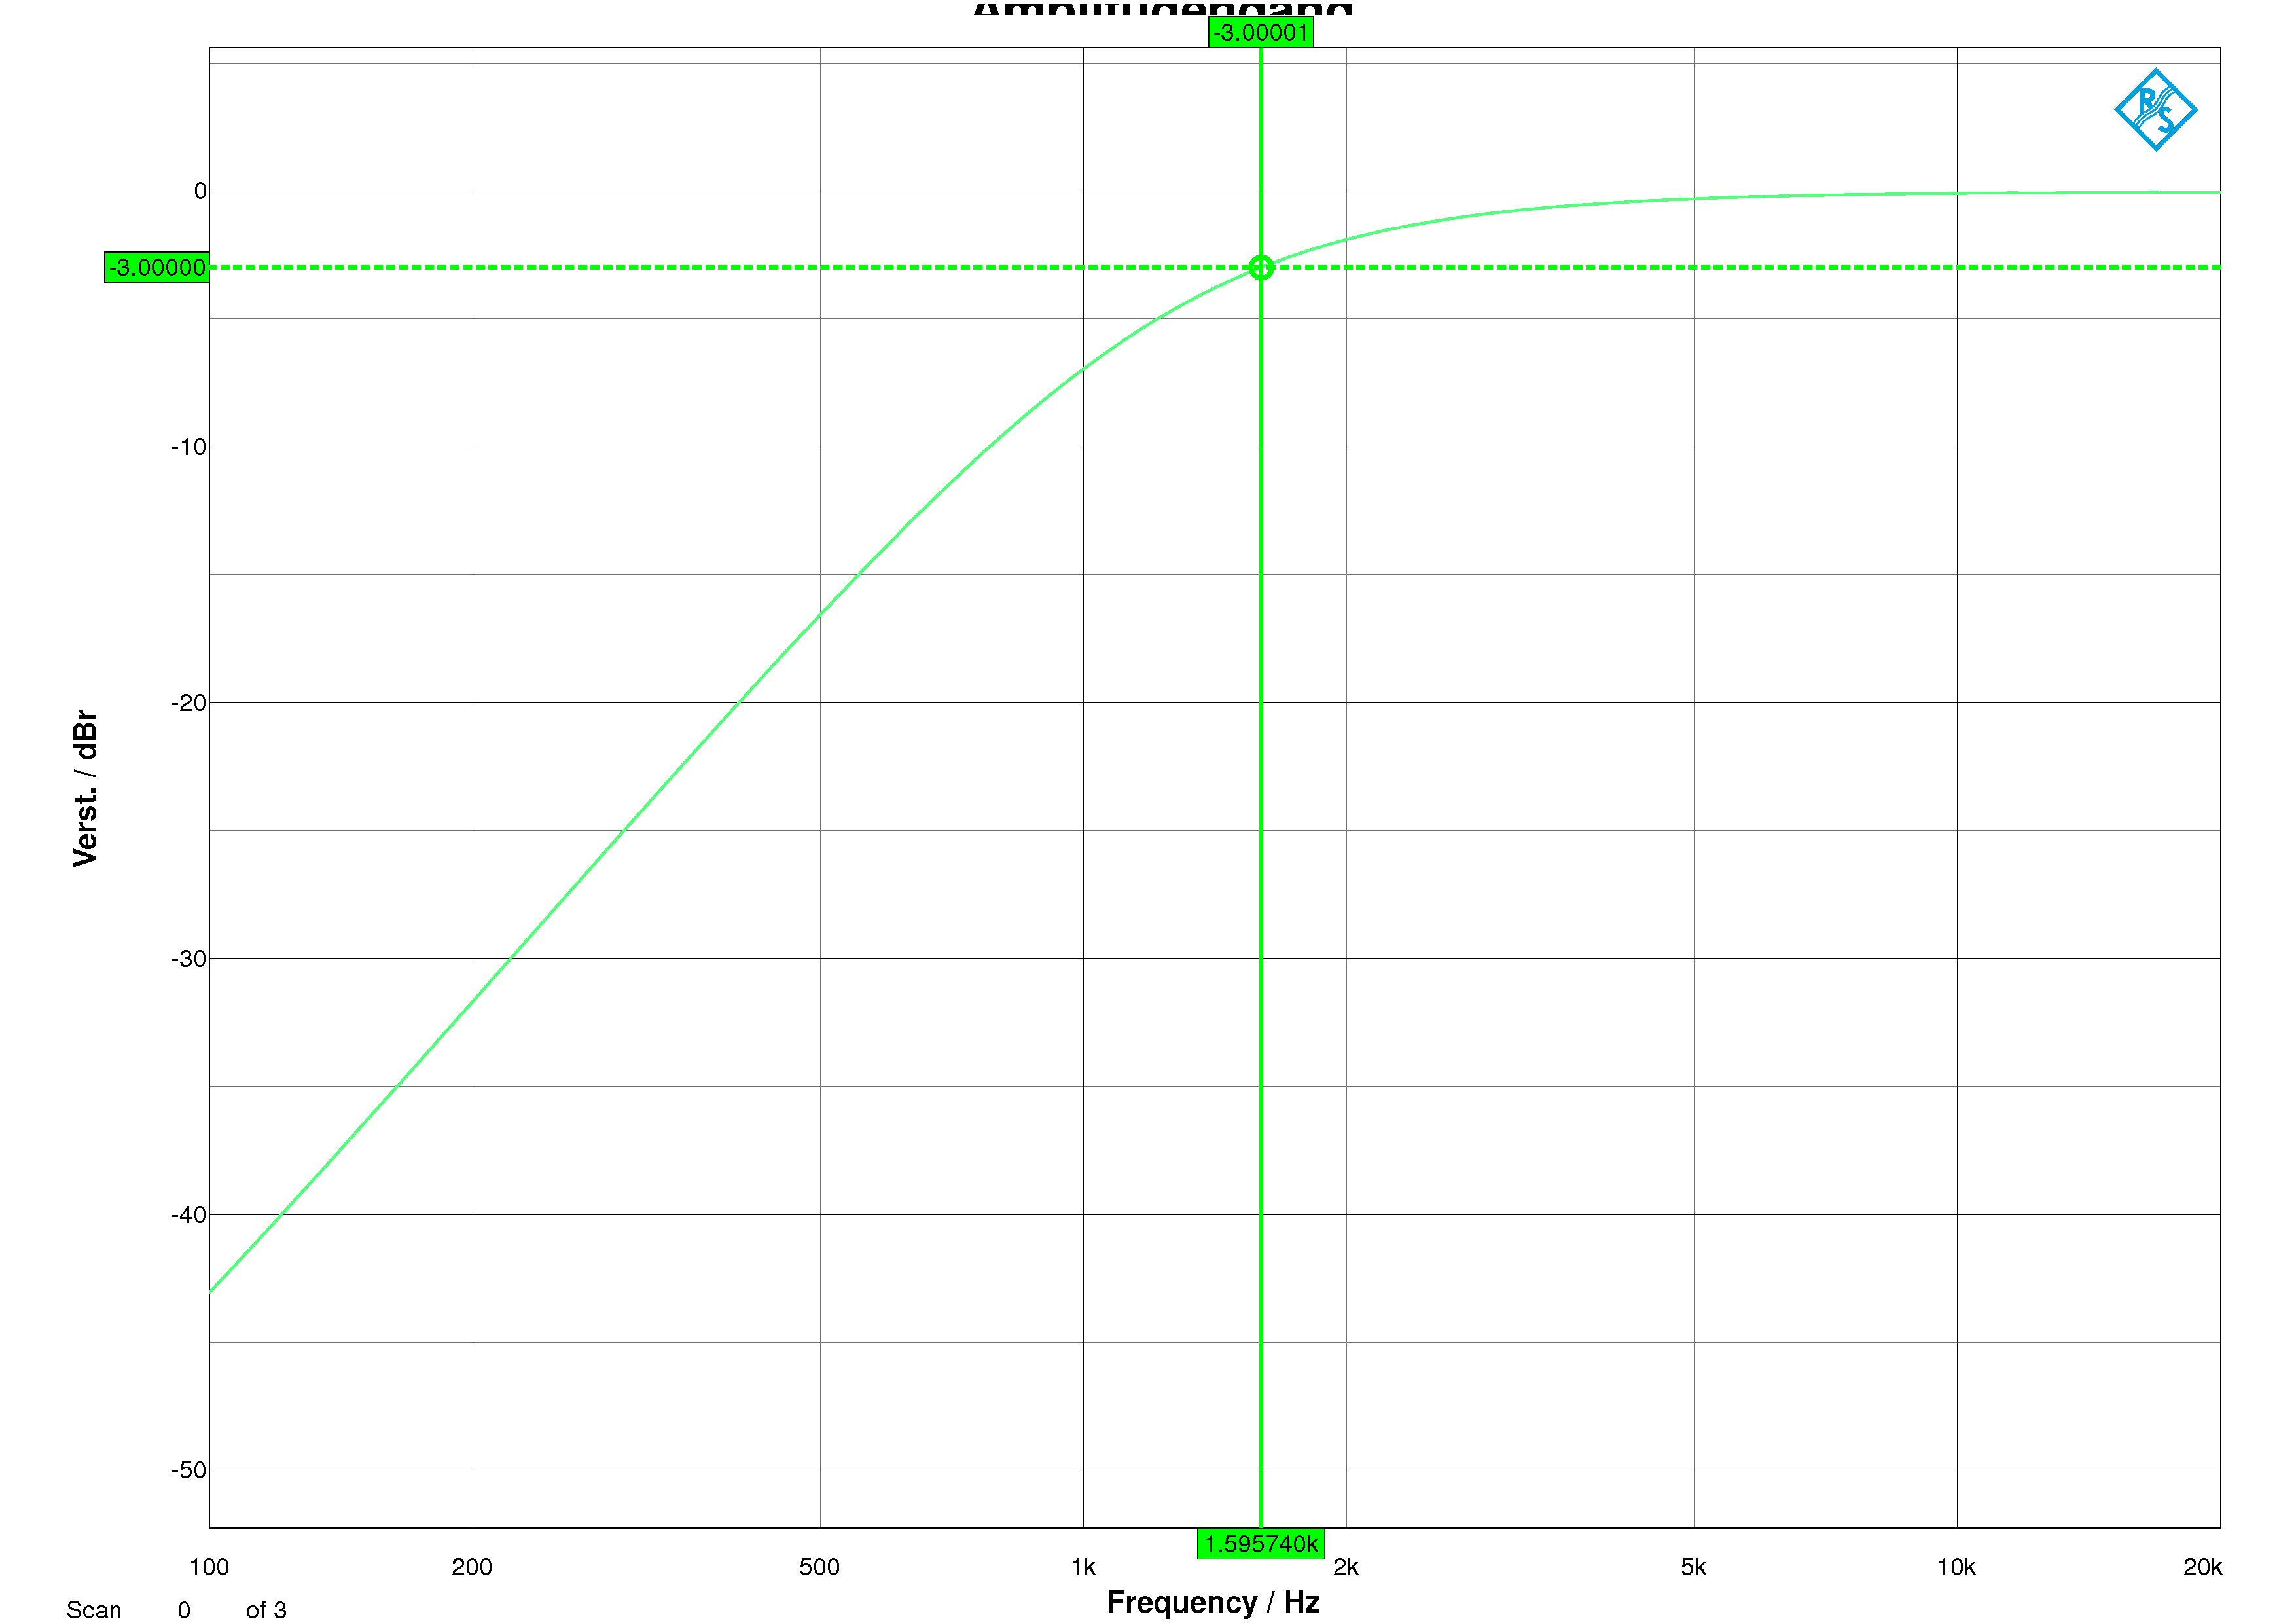 -3.00001
R
S
0
-3.00000
-10
-20
-30
-40
-50
Verst. / dBr
1.595740k
100 200 500 1k 2k 5k 10k 20k
Frequency / Hz
Scan 0 of 3